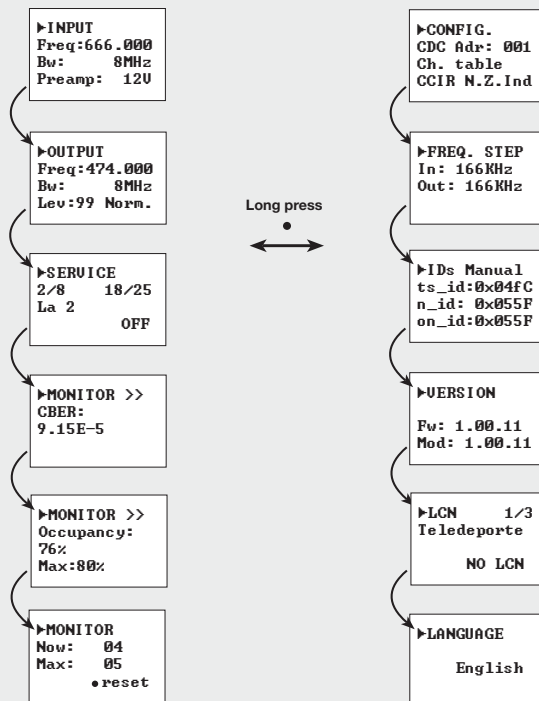 ▶INPUT
Freq:666.000
Bw: 8MHz
Preamp: 12V
▶OUTPUT
Freq:474.000
Bw: 8MHz
Lev:99 Norm.
▶SERVICE
2/8 18/25
La 2
OFF
▶MONITOR >>
CBER:
9.15E-5
▶MONITOR >>
Occupancy:
76%
Max:80%
▶MONITOR
Now: 04
Max: 05
●reset
Long press
▶CONFIG.
CDC Adr: 001
Ch. table
CCIR N.Z.Ind
▶FREQ. STEP
In: 166KHz
Out: 166KHz
▶IDs Manual
ts_id:0x04fC
n_id: 0x055F
on_id:0x055F
▶VERSION
Fw: 1.00.11
Mod: 1.00.11
▶LCN 1/3
Teledeporte
NO LCN
▶LANGUAGE
English